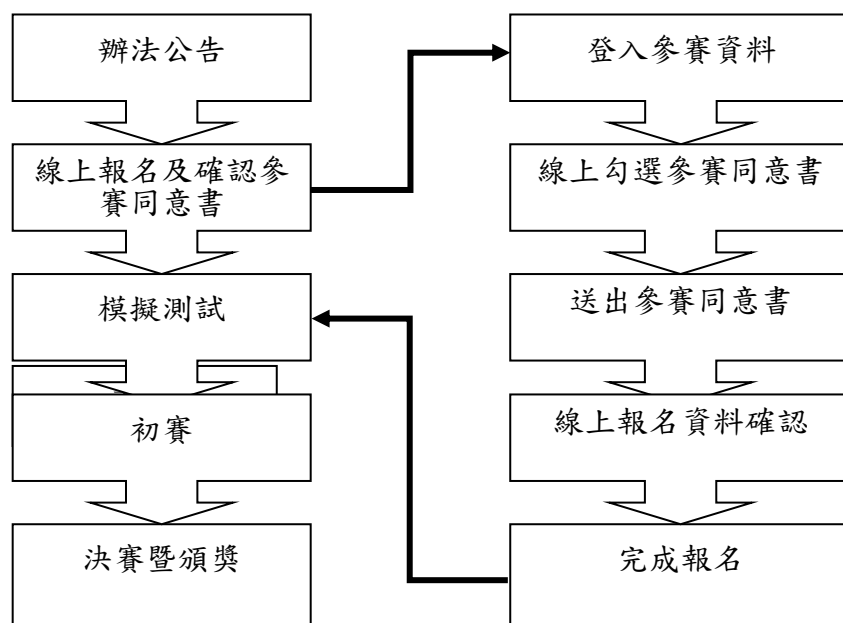 辦法公告
線上報名及確認參
賽同意書
模擬測試
初賽
決賽暨頒獎
登入參賽資料
線上勾選參賽同意書
送出參賽同意書
線上報名資料確認
完成報名